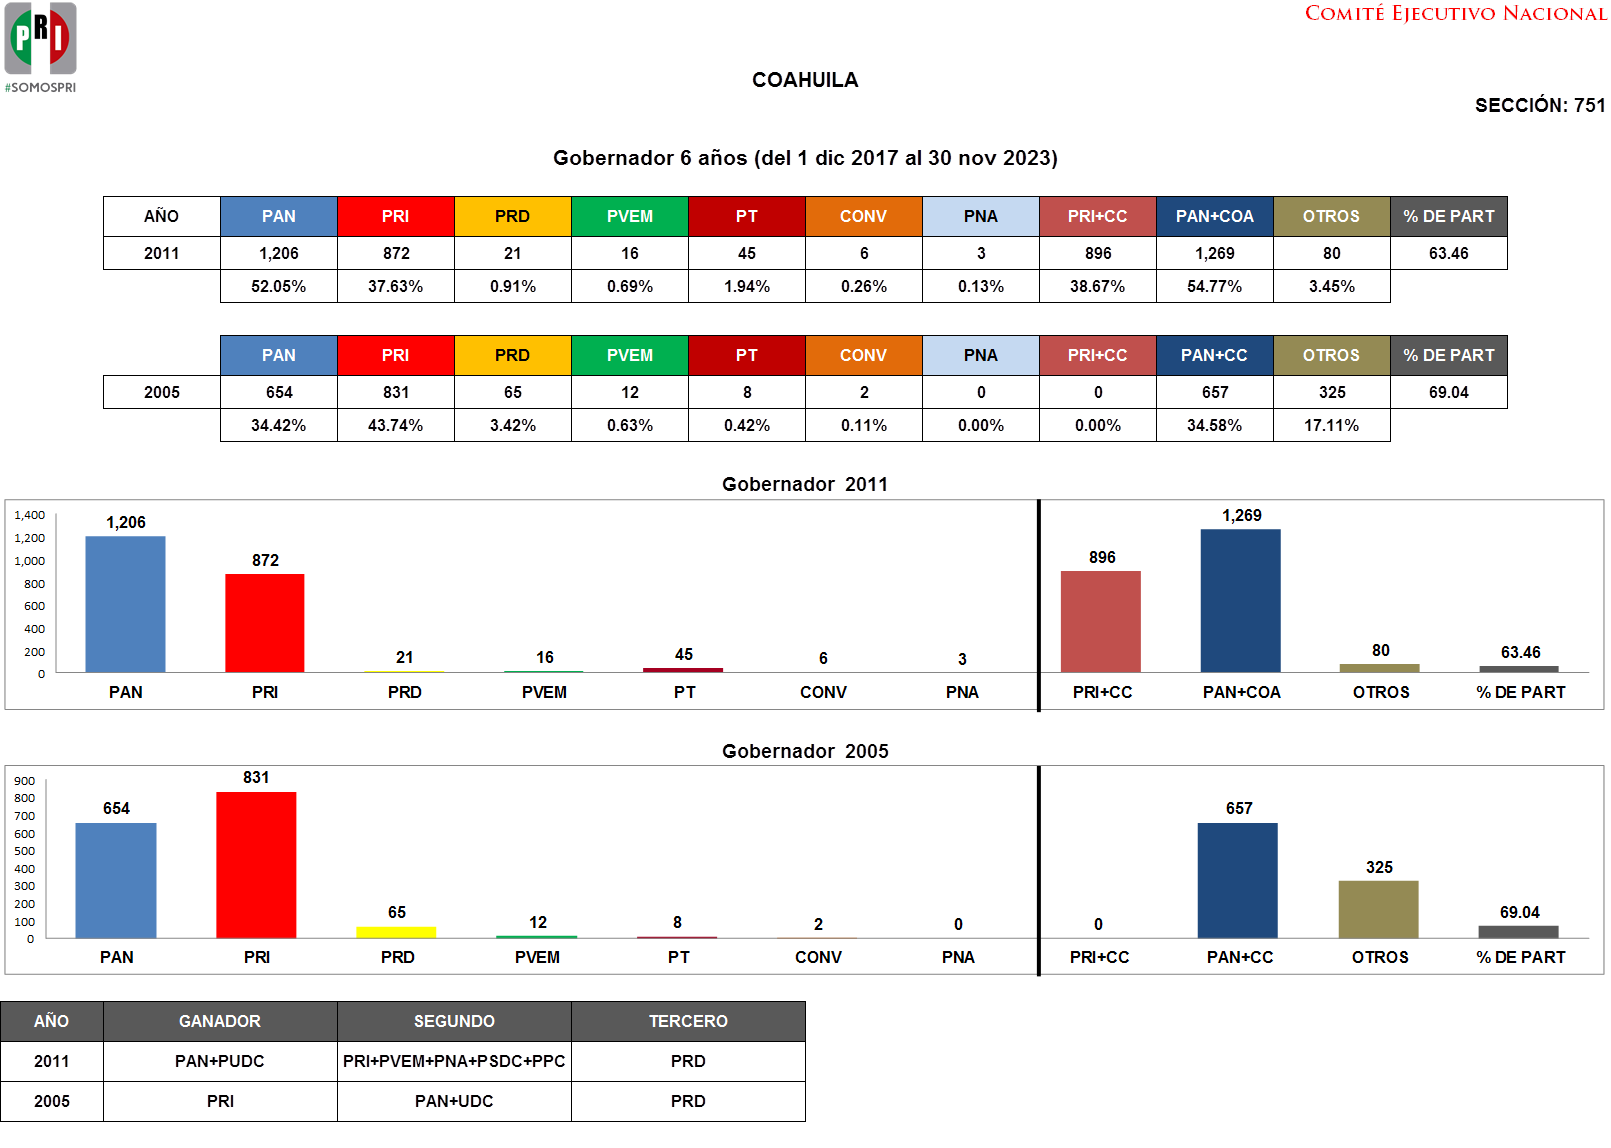 PRI
#SOMOSPRI
COMITÉ EJECUTIVO NACIONAL
COAHUILA
SECCIÓN: 751
Gobernador 6 años (del 1 dic 2017 al 30 nov 2023)
AÑO PAN PRI PRD PVEM PT CONV PNA PRI+CC PAN+COA OTROS % DE PART
2011 1,206 872 21 16 45 6 3 896 1,269 80 63.46
52.05% 37.63% 0.91% 0.69% 1.94% 0.26% 0.13% 38.67% 54.77% 3.45%
PAN PRI PRD PVEM PT CONV PNA PRI+CC PAN+CC OTROS % DE PART
2005 654 831 65 12 8 2 0 0 657 325 69.04
34.42% 43.74% 3.42% 0.63% 0.42% 0.11% 0.00% 0.00% 34.58% 17.11%
Gobernador 2011
1,400
1,200
1,000
800
600
400
200
0
1,206 872 21 16 45 6 3 896 1,269 80 63.46
PAN PRI PRD PVEM PT CONV PNA PRI+CC PAN+COA OTROS % DE PART
Gobernador 2005
900
800
700
600
500
400
300
200
100
0
654 831 65 12 8 2 0 0 657 325 69.04
PAN PRI PRD PVEM PT CONV PNA PRI+CC PAN+CC OTROS % DE PART
AÑO GANADOR SEGUNDO TERCERO
2011 PAN+PUDC PRI+PVEM+PNA+PSDC+PPC PRD
2005 PRI PAN+UDC PRD